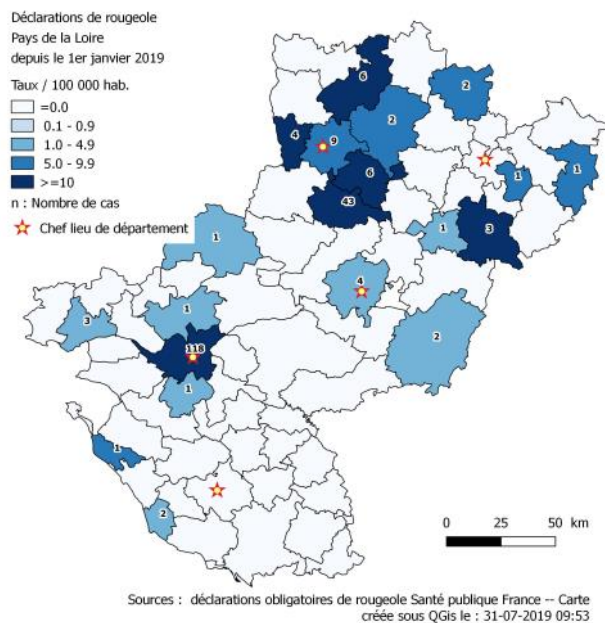 Déclarations de rougeole
Pays de la Loire
depuis le 1er janvier 2019
Taux / 100 000 hab.
=0.0
0.1 - 0.9
1.0 - 4.9
5.0 - 9.9
>=10
n : Nombre de cas
Chef lieu de département
6
2
4
9
2
6
1
1
43
1
3
1
4
1
3
2
118
1
1
2
0 25 50 km
Sources : déclarations obligatoires de rougeole Santé publique France -- Carte
créée sous QGis le : 31-07-2019 09:53